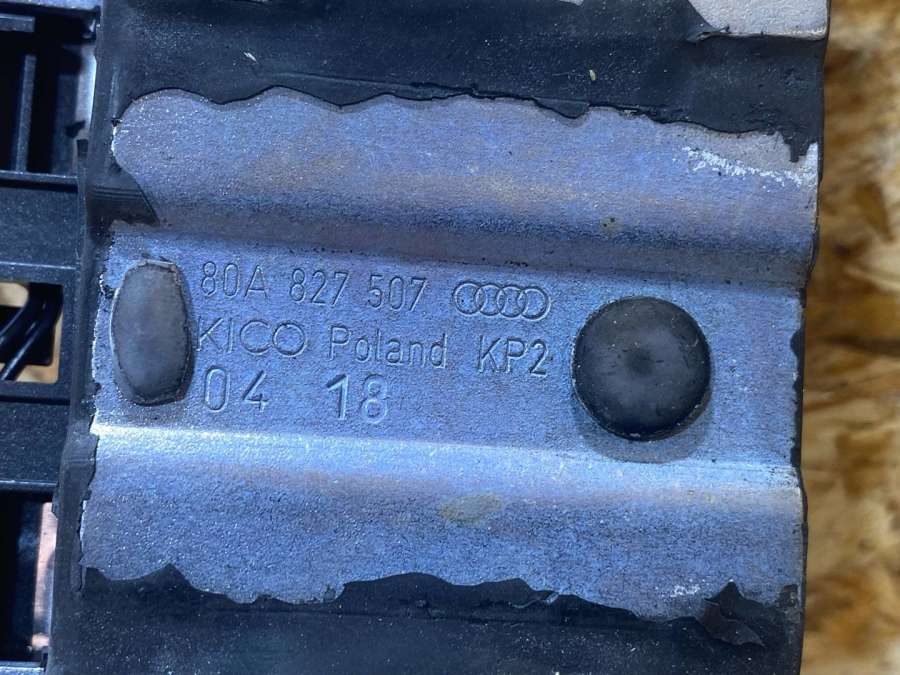 80A 827 507
KICO Poland KP2
04 18